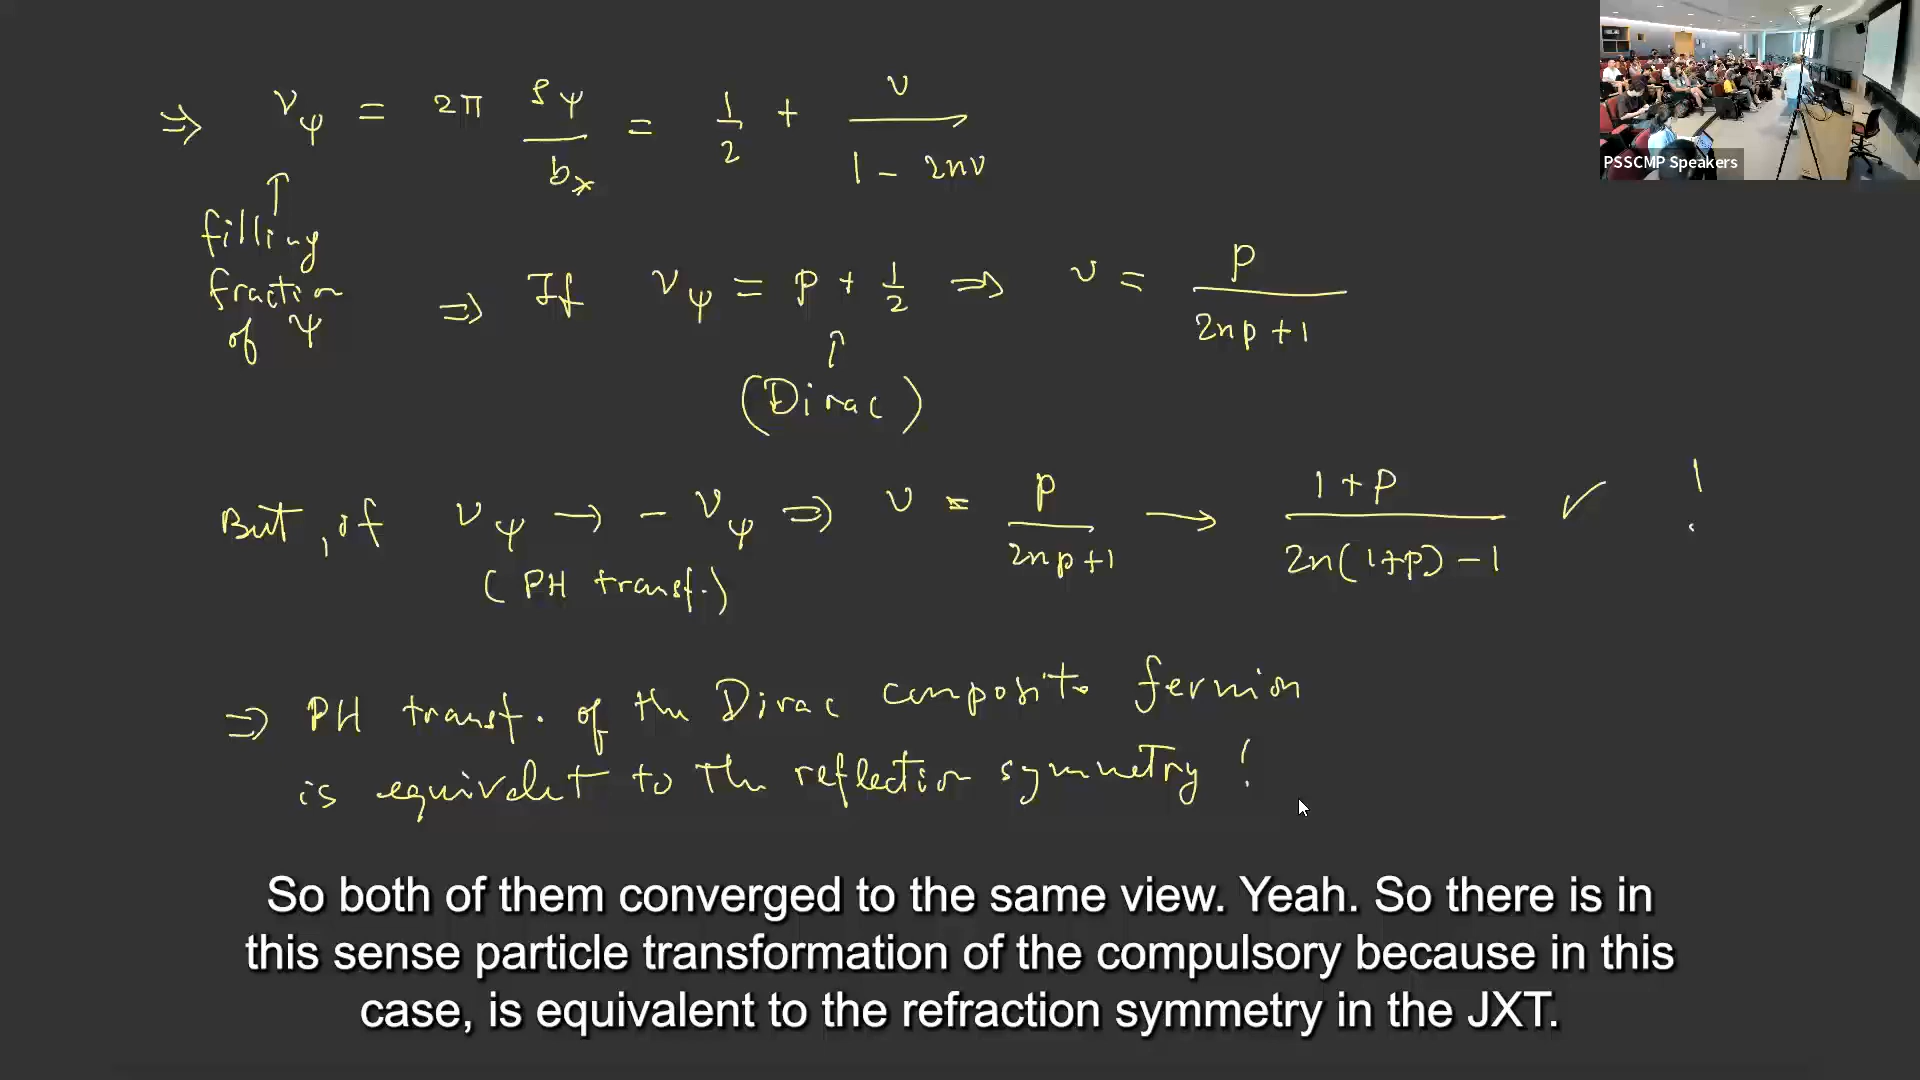 PSSCMP Speakers
⇒ ν_ψ = 2π ρ_ψ / b_* = 1/2 + ν / (1 - 2nν)
↑
filling
fraction
of ψ
⇒ If ν_ψ = p + 1/2 ⇒ ν = p / (2np + 1)
↑
(Dirac)
But, if ν_ψ → - ν_ψ ⇒ ν = p / (2np + 1) → (1 + p) / (2n(1+p) - 1) ✓ !
(PH transf.)
⇒ PH transf. of the Dirac composite fermion
is equivalent to the reflection symmetry !
So both of them converged to the same view. Yeah. So there is in
this sense particle transformation of the compulsory because in this
case, is equivalent to the refraction symmetry in the JXT.